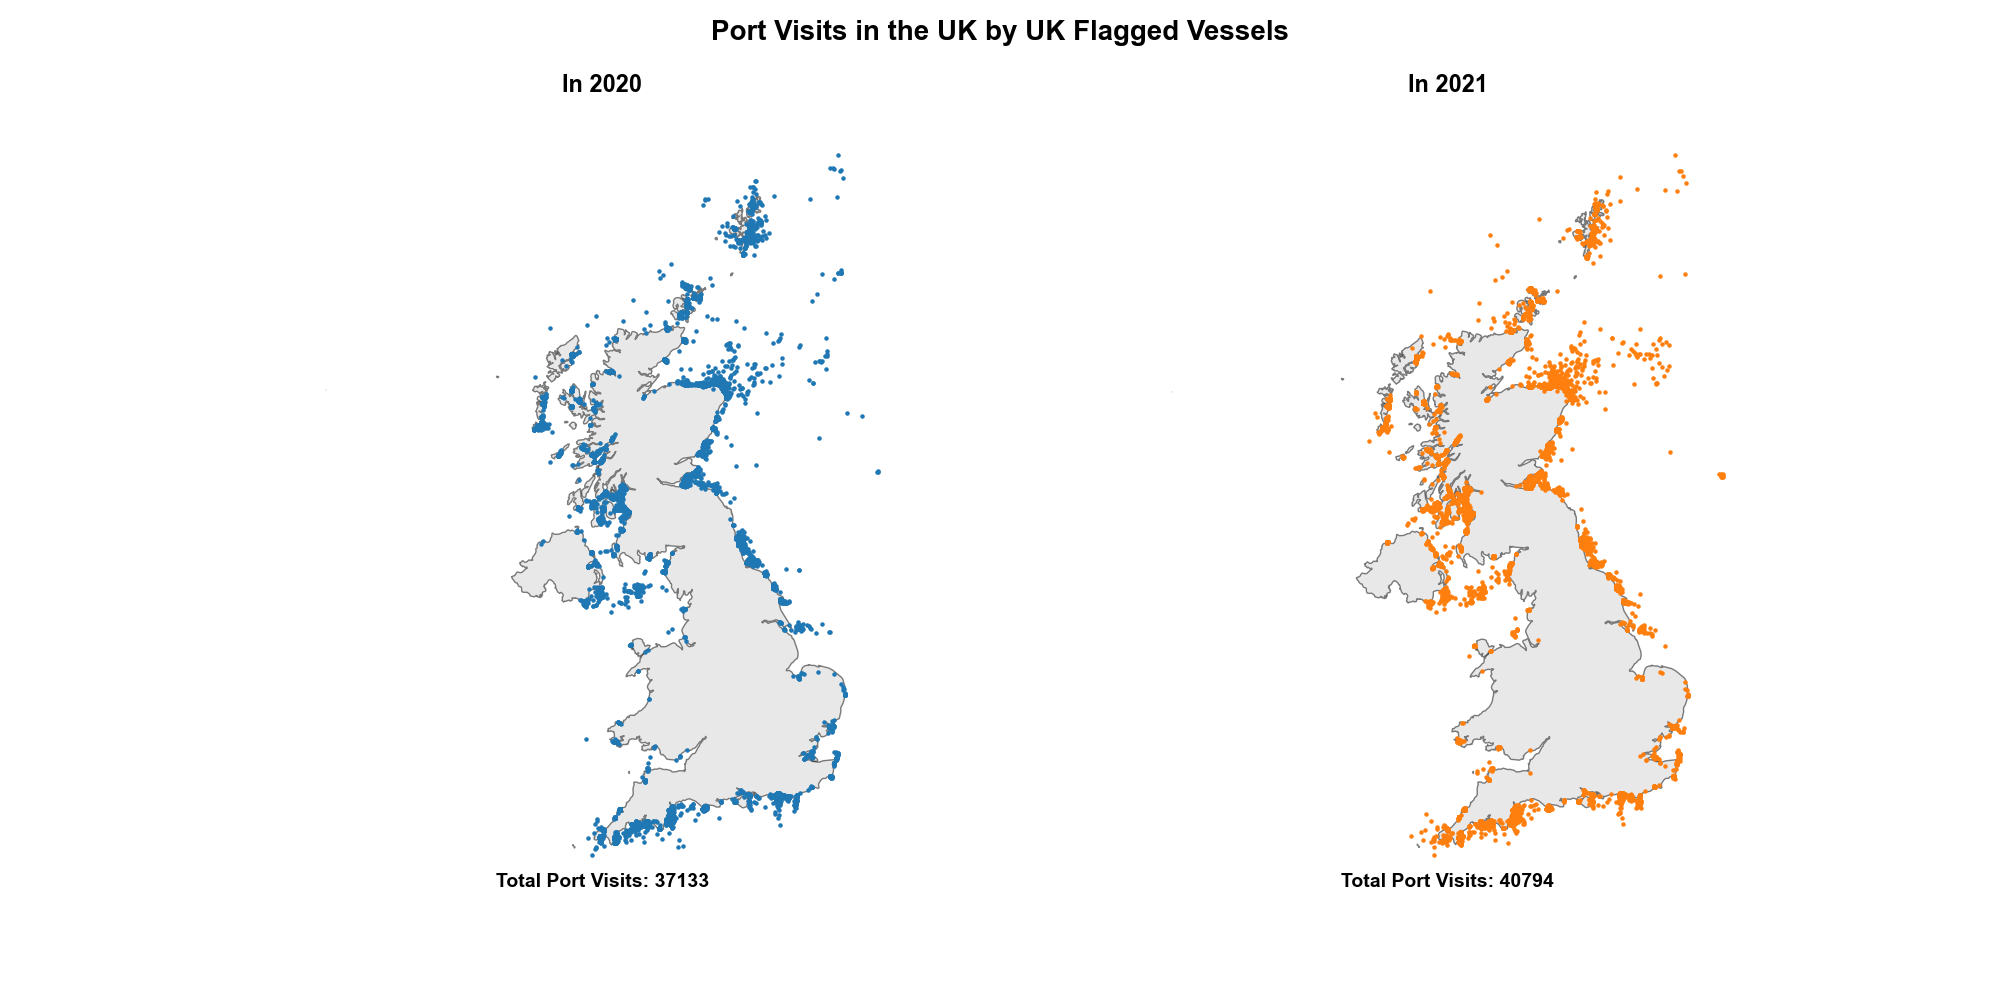 Port Visits in the UK by UK Flagged Vessels
In 2020
In 2021
Total Port Visits: 37133
Total Port Visits: 40794